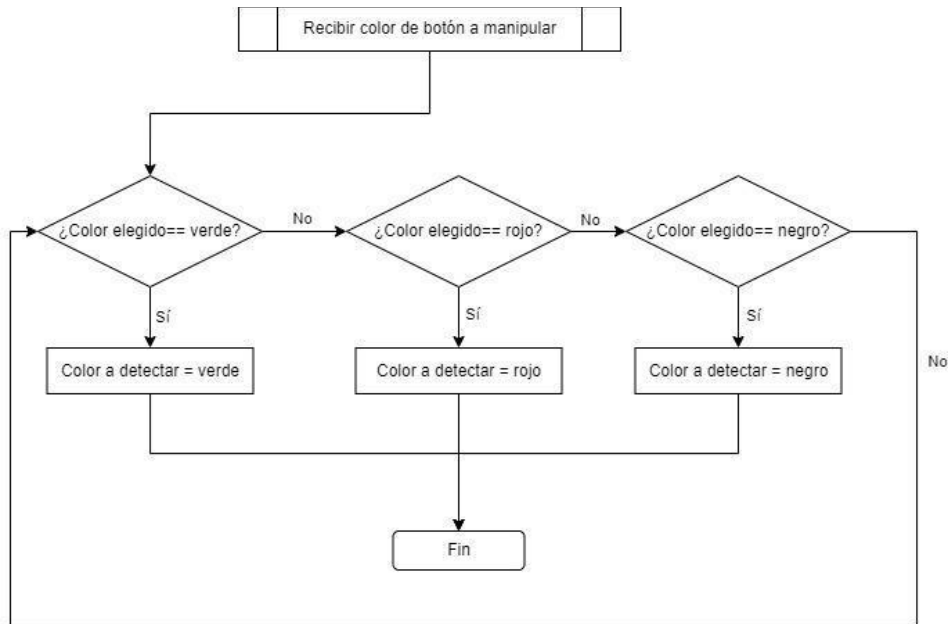 Recibir color de botón a manipular
¿Color elegido== verde?
No
¿Color elegido== rojo?
No
¿Color elegido== negro?
Sí
Sí
Sí
Color a detectar = verde
Color a detectar = rojo
Color a detectar = negro
No
Fin